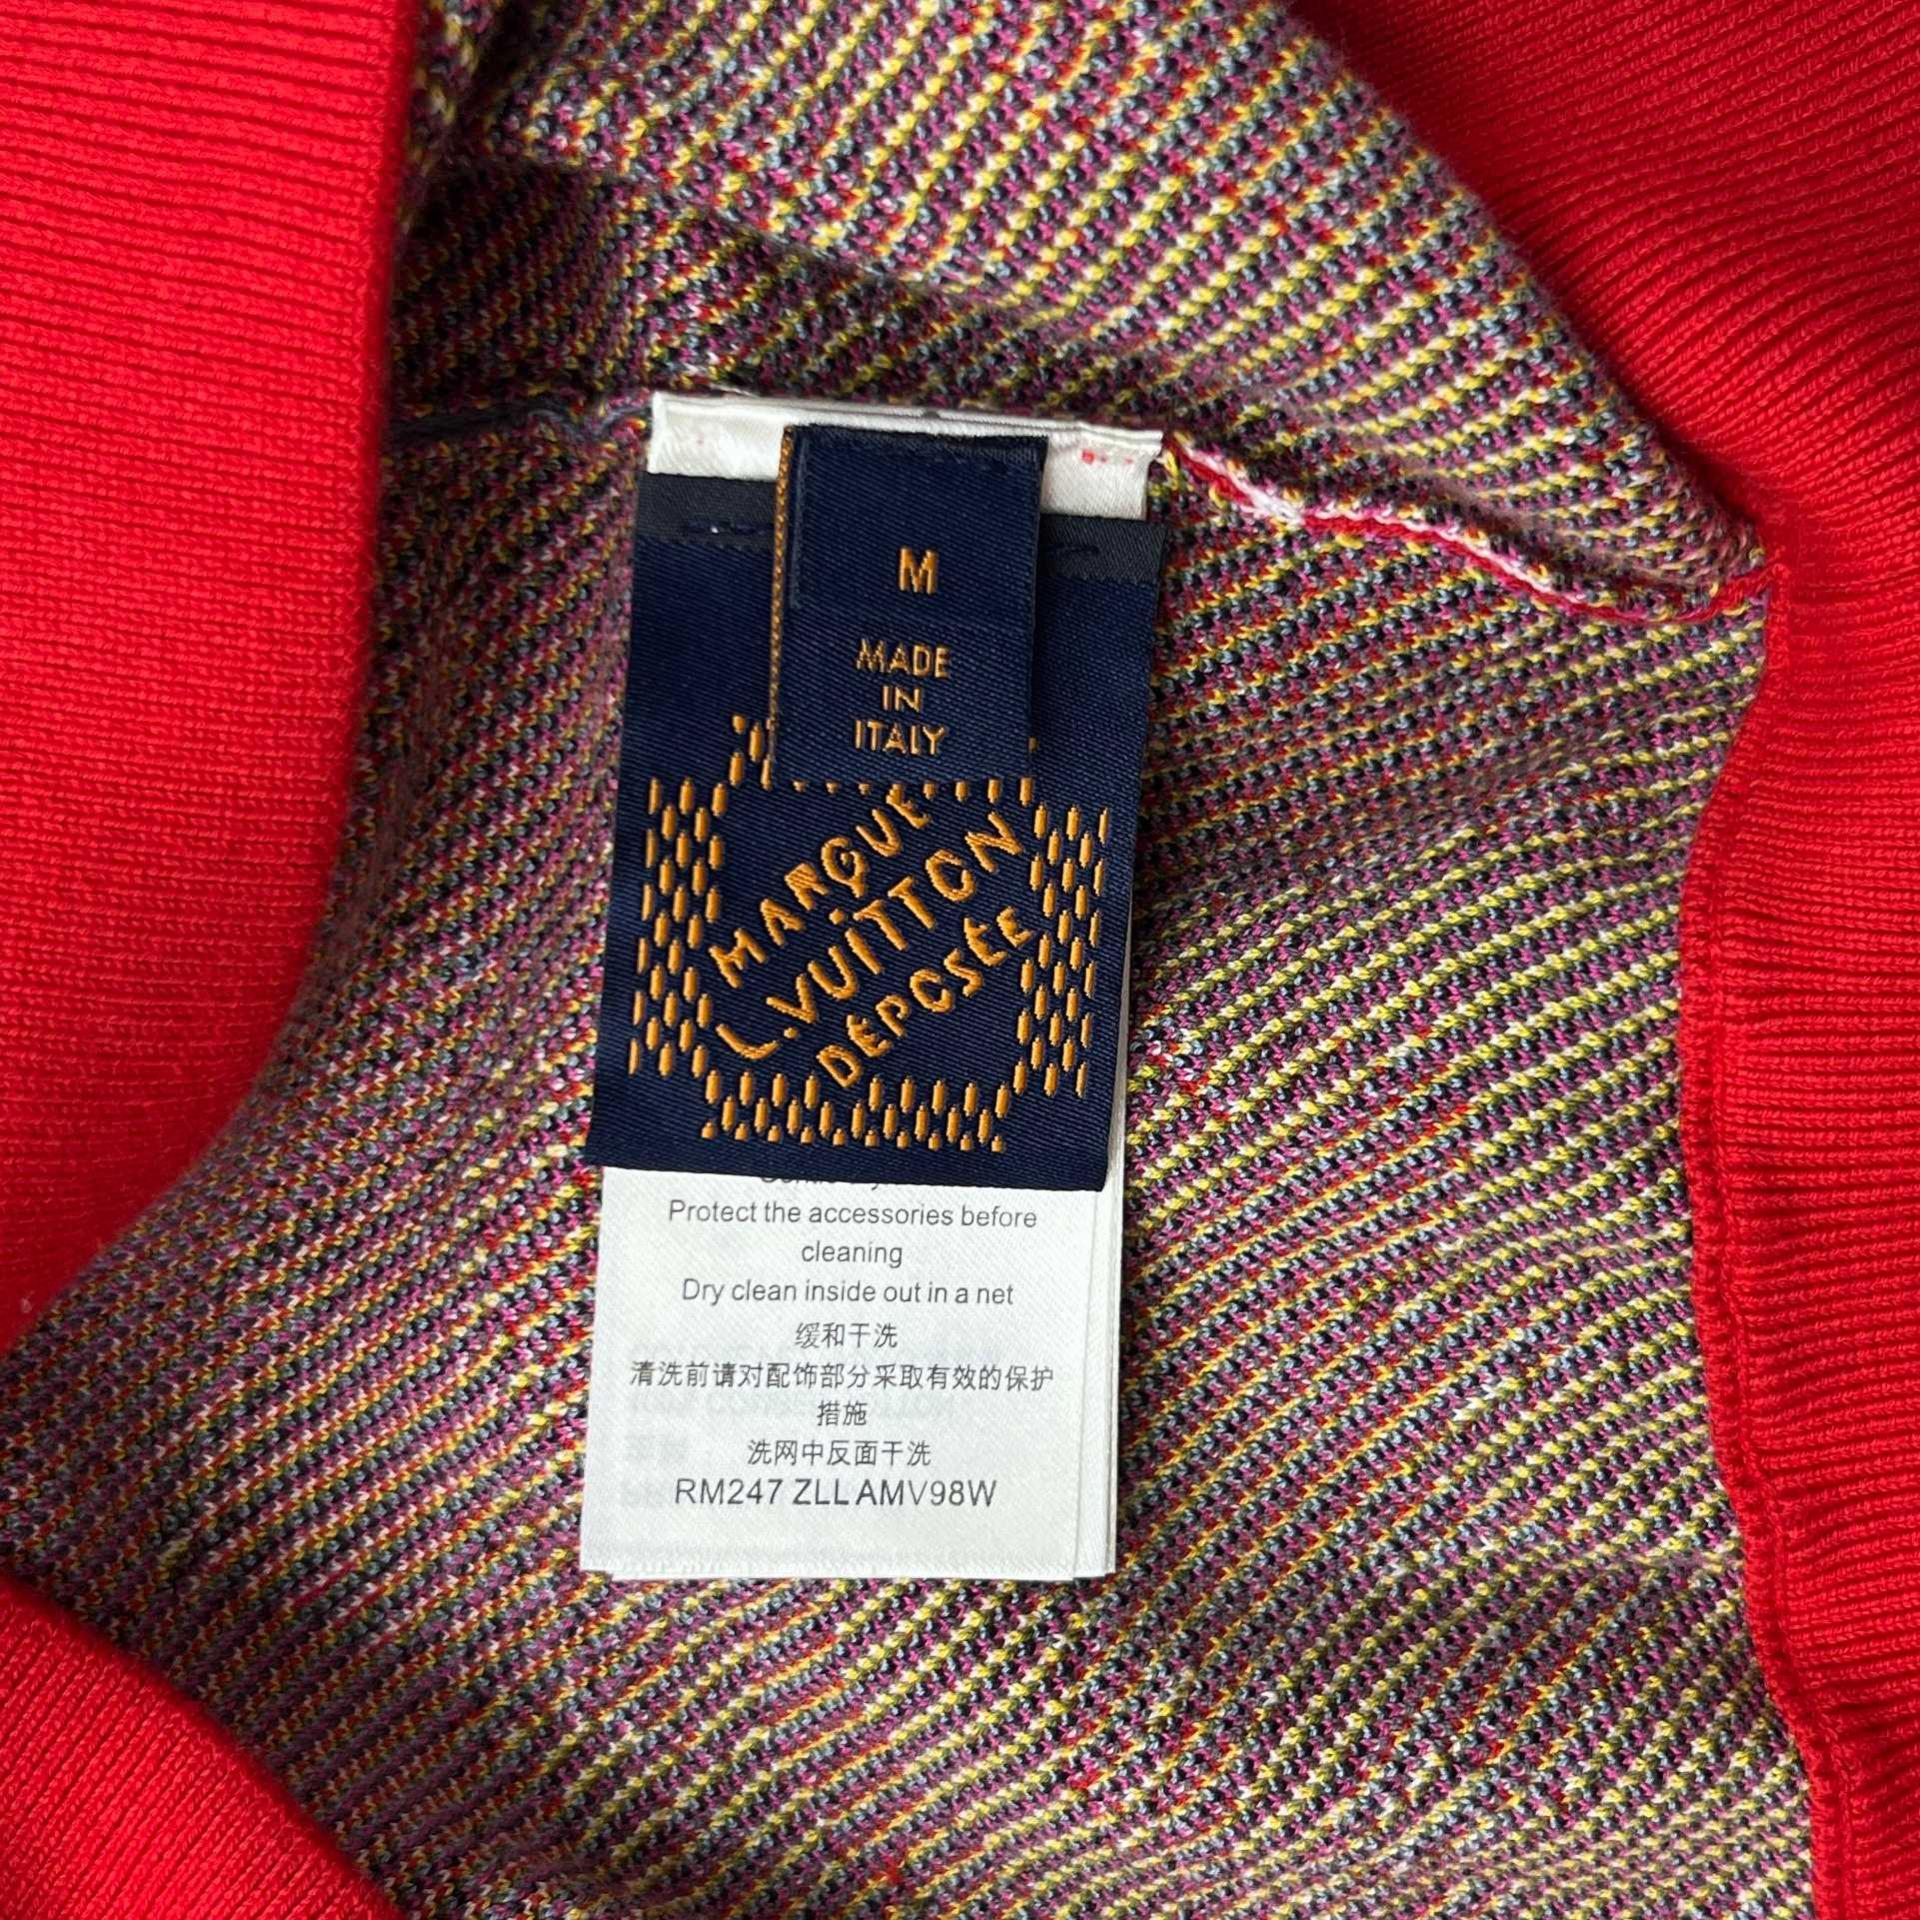 M
MADE
IN
ITALY
MARQUE
L.VUITTON
DÉPOSÉE
Protect the accessories before
cleaning
Dry clean inside out in a net
缓和干洗
清洗前请对配饰部分采取有效的保护
措施
洗网中反面干洗
RM247 ZLL AMV98W